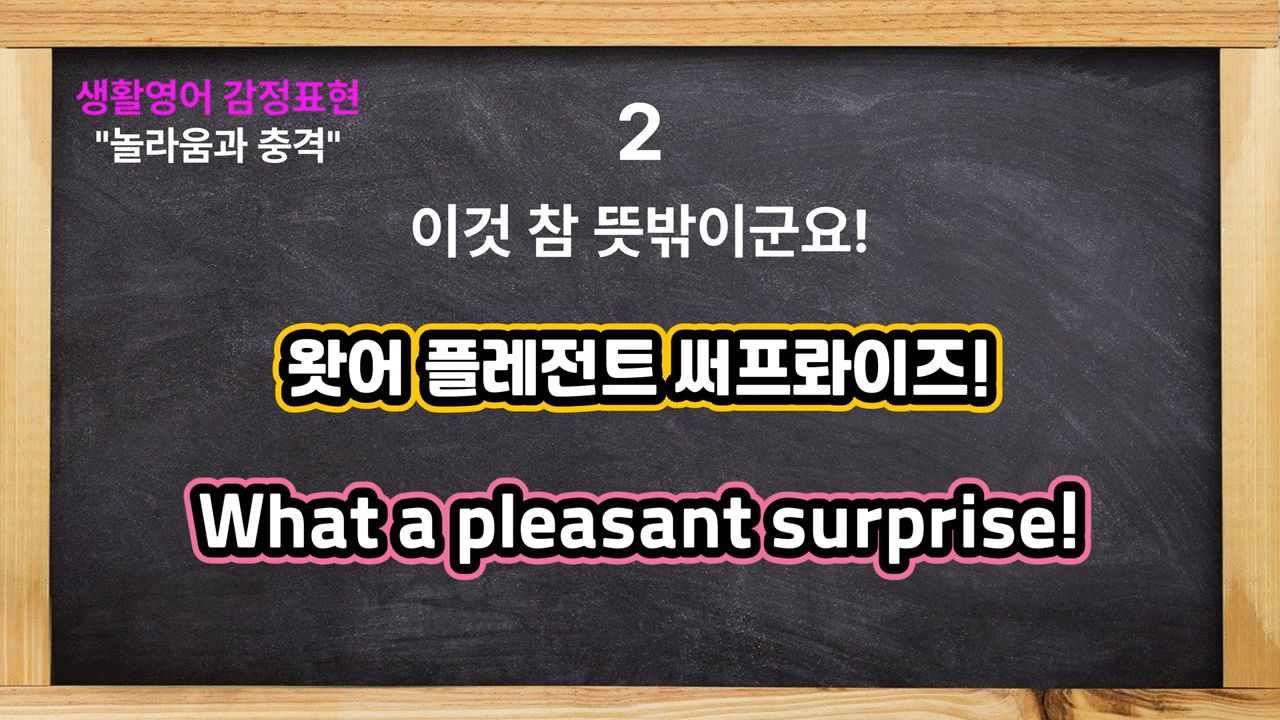 생활영어 감정표현
"놀라움과 충격"
2
이것 참 뜻밖이군요!
왓어 플레전트 써프롸이즈!
What a pleasant surprise!